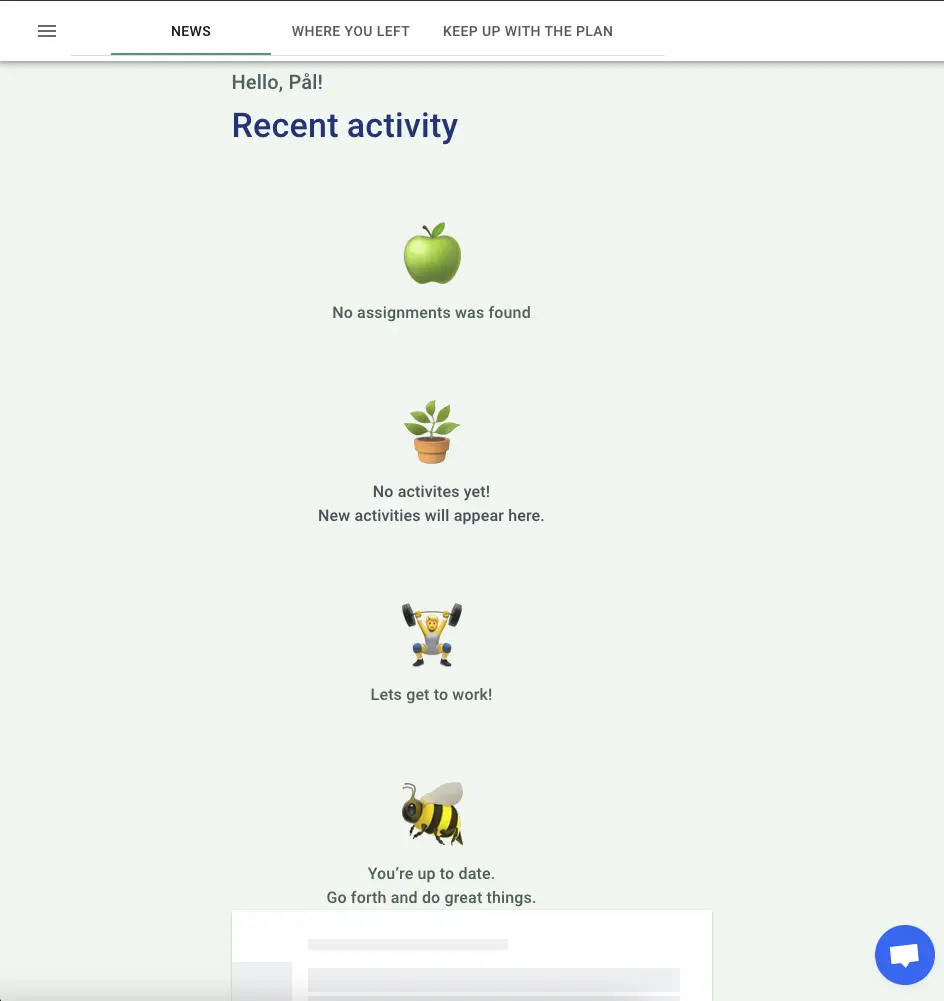 NEWS
WHERE YOU LEFT
KEEP UP WITH THE PLAN
Hello, Pål!
Recent activity
No assignments was found
No activites yet!
New activities will appear here.
Lets get to work!
You’re up to date.
Go forth and do great things.